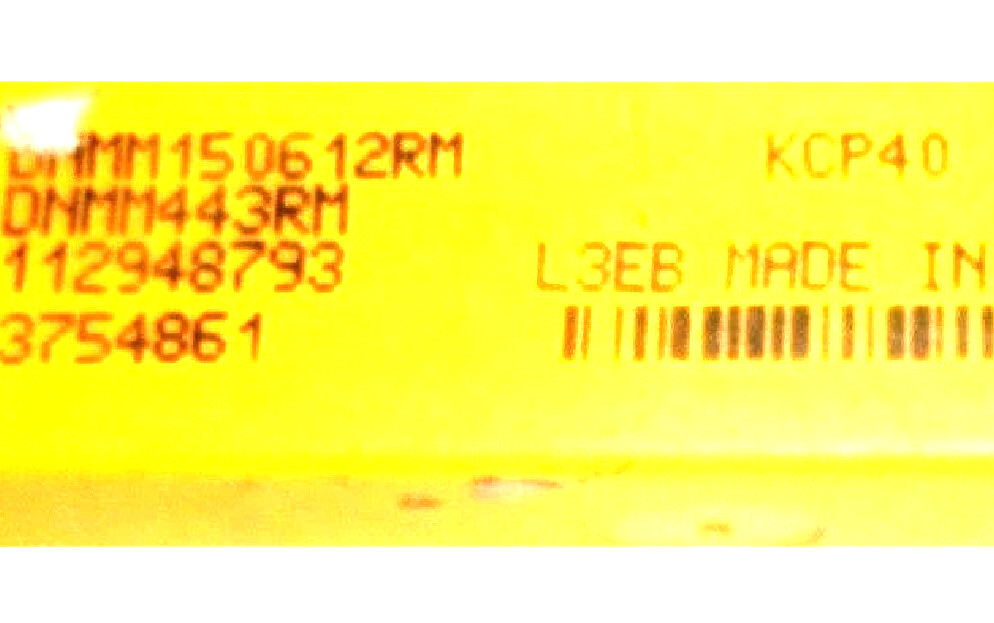 DNMM150612RM KCP40
DNMM443RM
112948793 L3EB MADE IN
3754861